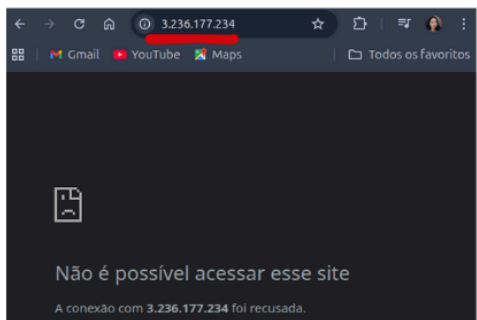 3.236.177.234
Gmail YouTube Maps Todos os favoritos
Não é possível acessar esse site
A conexão com 3.236.177.234 foi recusada.